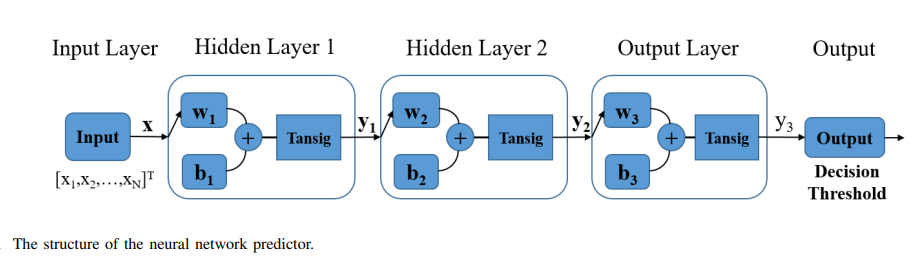 Input Layer Hidden Layer 1 Hidden Layer 2 Output Layer Output
Input x w₁ + b₁ Tansig y₁ w₂ + b₂ Tansig y₂ w₃ + b₃ Tansig y₃ Output
[x₁,x₂,…,x_N]ᵀ
Decision
Threshold
The structure of the neural network predictor.